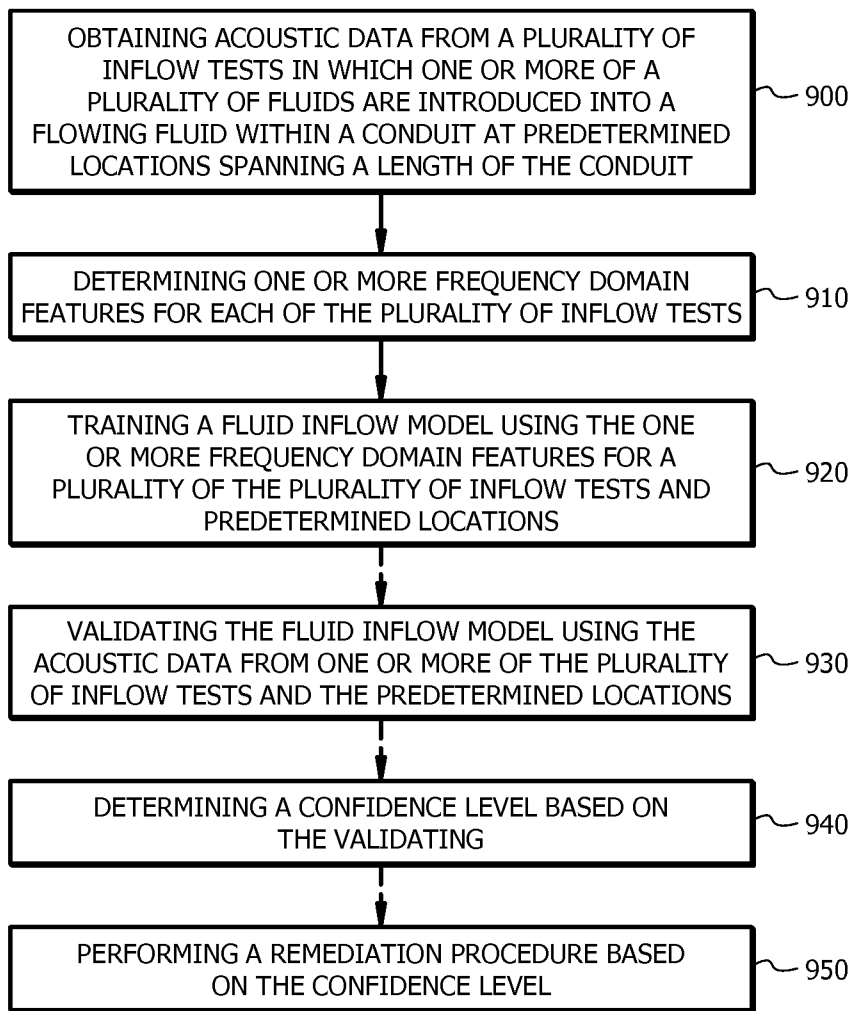 OBTAINING ACOUSTIC DATA FROM A PLURALITY OF
INFLOW TESTS IN WHICH ONE OR MORE OF A
PLURALITY OF FLUIDS ARE INTRODUCED INTO A
FLOWING FLUID WITHIN A CONDUIT AT PREDETERMINED
LOCATIONS SPANNING A LENGTH OF THE CONDUIT
900
DETERMINING ONE OR MORE FREQUENCY DOMAIN
FEATURES FOR EACH OF THE PLURALITY OF INFLOW TESTS
910
TRAINING A FLUID INFLOW MODEL USING THE ONE
OR MORE FREQUENCY DOMAIN FEATURES FOR A
PLURALITY OF THE PLURALITY OF INFLOW TESTS AND
PREDETERMINED LOCATIONS
920
VALIDATING THE FLUID INFLOW MODEL USING THE
ACOUSTIC DATA FROM ONE OR MORE OF THE PLURALITY
OF INFLOW TESTS AND THE PREDETERMINED LOCATIONS
930
DETERMINING A CONFIDENCE LEVEL BASED ON
THE VALIDATING
940
PERFORMING A REMEDIATION PROCEDURE BASED
ON THE CONFIDENCE LEVEL
950